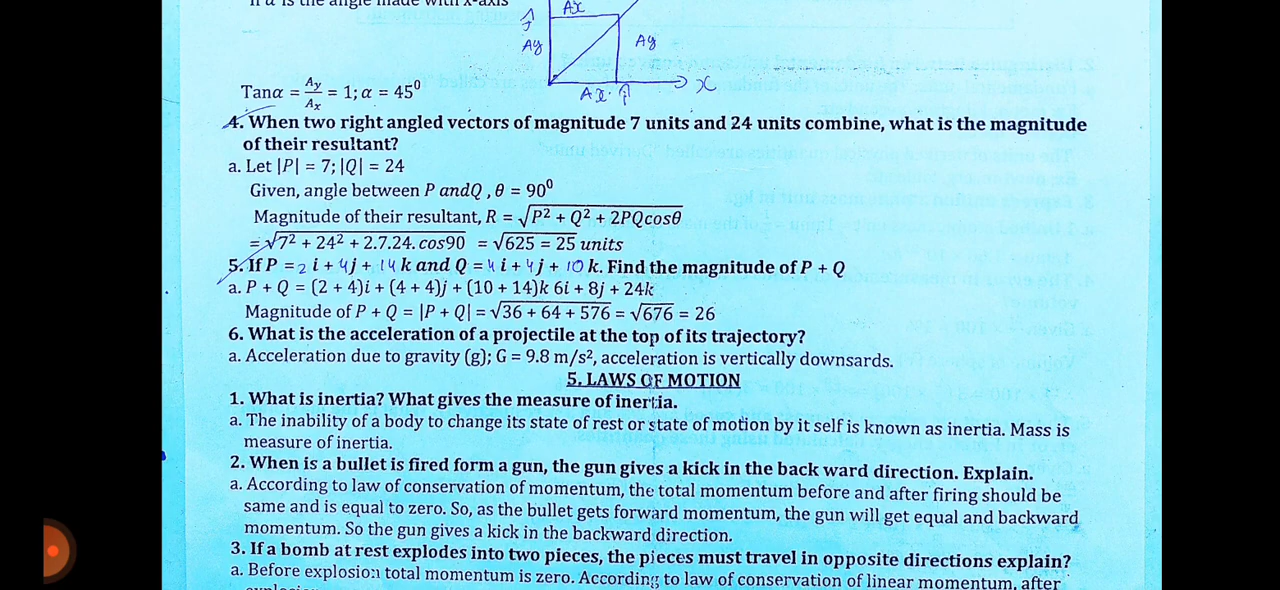 Ax
Ay
Ay
Ax. î
x
Tanα = Ay/Ax = 1; α = 45⁰
4. When two right angled vectors of magnitude 7 units and 24 units combine, what is the magnitude
of their resultant?
a. Let |P| = 7; |Q| = 24
Given, angle between P andQ , θ = 90⁰
Magnitude of their resultant, R = √P² + Q² + 2PQcosθ
= √7² + 24² + 2.7.24. cos90 = √625 = 25 units
5. If P = 2 i + 4j + 14 k and Q = 4 i + 4 j + 10 k. Find the magnitude of P + Q
a. P + Q = (2 + 4)i + (4 + 4)j + (10 + 14)k 6i + 8j + 24k
Magnitude of P + Q = |P + Q| = √36 + 64 + 576 = √676 = 26
6. What is the acceleration of a projectile at the top of its trajectory?
a. Acceleration due to gravity (g); G = 9.8 m/s², acceleration is vertically downsards.
5. LAWS OF MOTION
1. What is inertia? What gives the measure of inertia.
a. The inability of a body to change its state of rest or state of motion by it self is known as inertia. Mass is
measure of inertia.
2. When is a bullet is fired form a gun, the gun gives a kick in the back ward direction. Explain.
a. According to law of conservation of momentum, the total momentum before and after firing should be
same and is equal to zero. So, as the bullet gets forward momentum, the gun will get equal and backward
momentum. So the gun gives a kick in the backward direction.
3. If a bomb at rest explodes into two pieces, the pieces must travel in opposite directions explain?
a. Before explosion total momentum is zero. According to law of conservation of linear momentum, after